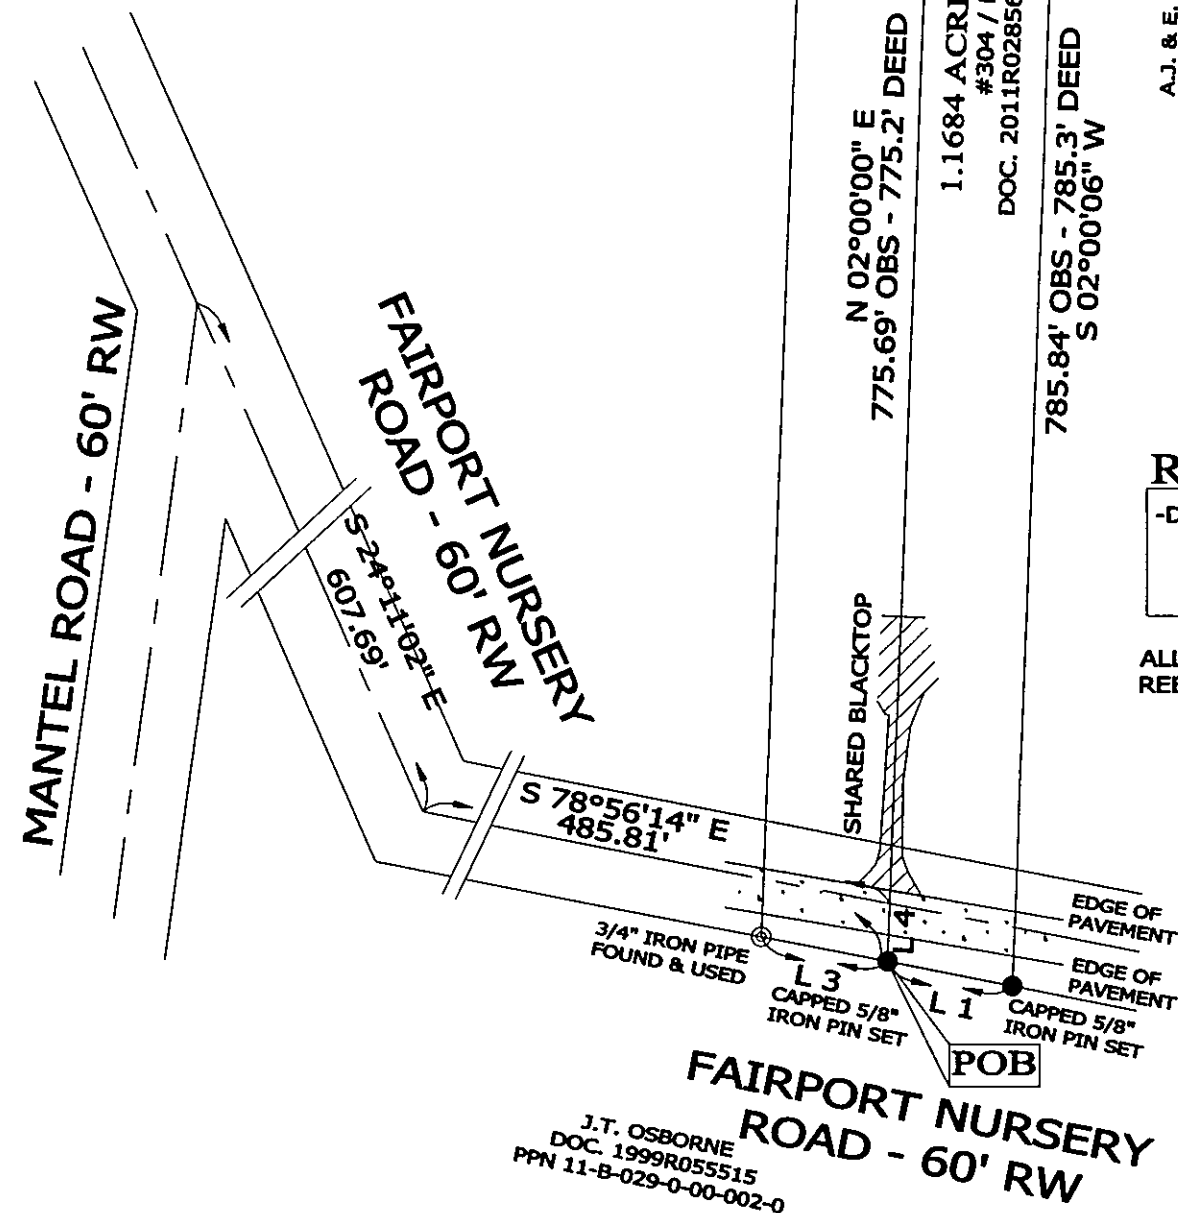 MANTEL ROAD - 60' RW
FAIRPORT NURSERY
ROAD - 60' RW
S 24°11'02" E
607.69'
S 78°56'14" E
485.81'
N 02°00'00" E
775.69' OBS - 775.2' DEED
#304 /
DOC. 2011R02856
785.84' OBS - 785.3' DEED
S 02°00'06" W
A.J. & E.
1.1684
SHARED BLACKTOP
EDGE OF
PAVEMENT
EDGE OF
PAVEMENT
3/4" IRON PIPE
FOUND & USED
L 3
L 4
L 1
CAPPED 5/8"
IRON PIN SET
CAPPED 5/8"
IRON PIN SET
POB
FAIRPORT NURSERY
ROAD - 60' RW
J.T. OSBORNE
DOC. 1999R055515
PPN 11-B-029-0-00-002-0